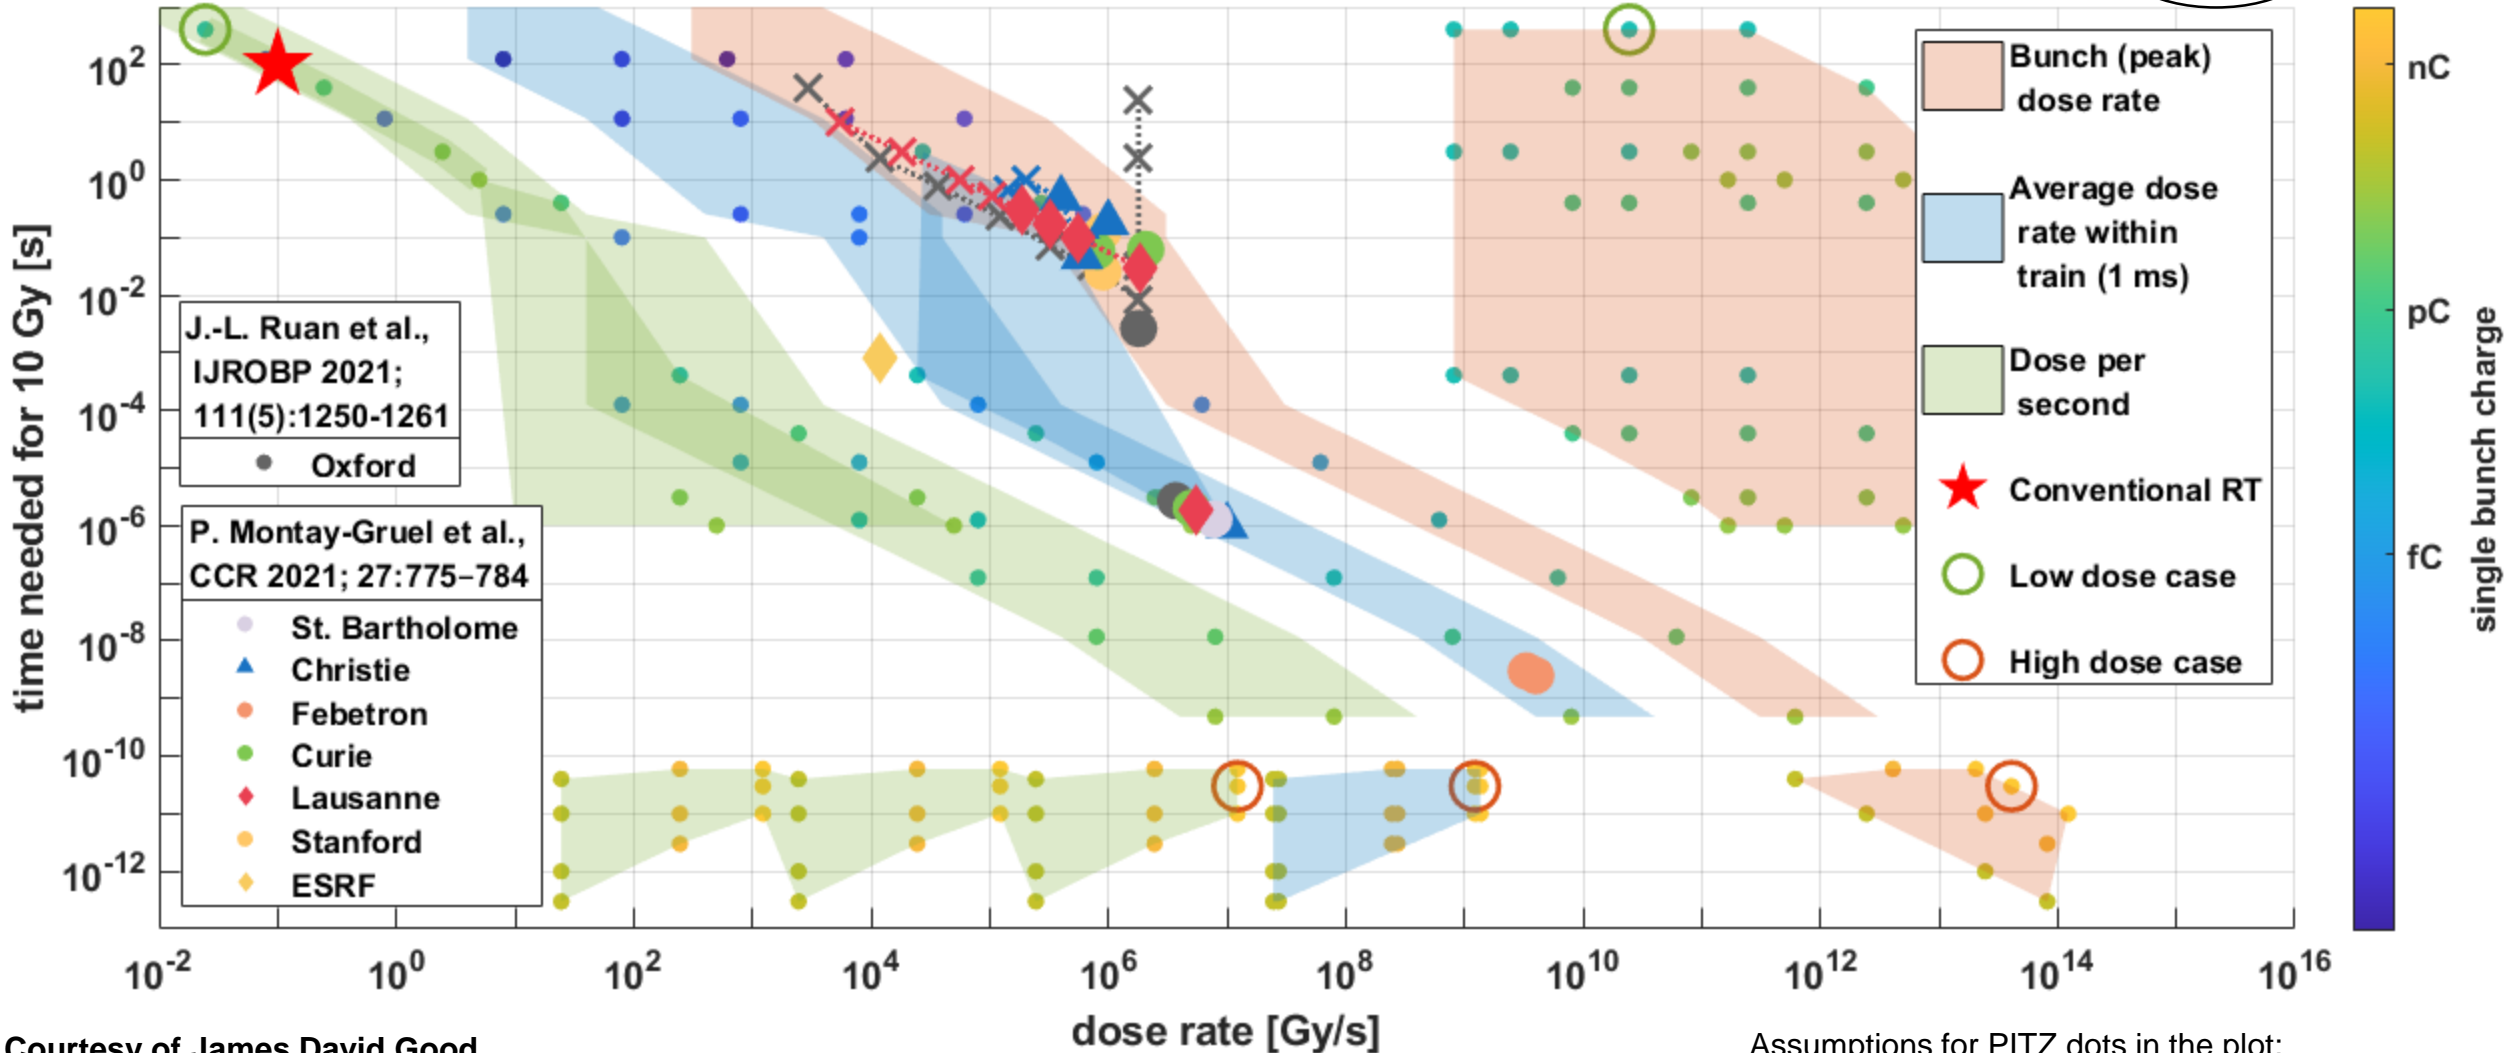 time needed for 10 Gy [s]
10^2
10^0
10^-2
10^-4
10^-6
10^-8
10^-10
10^-12
J.-L. Ruan et al.,
IJROBP 2021;
111(5):1250-1261
Oxford
P. Montay-Gruel et al.,
CCR 2021; 27:775–784
St. Bartholome
Christie
Febetron
Curie
Lausanne
Stanford
ESRF
Bunch (peak)
dose rate
Average dose
rate within
train (1 ms)
Dose per
second
Conventional RT
Low dose case
High dose case
nC
pC
fC
single bunch charge
10^-2 10^0 10^2 10^4 10^6 10^8 10^10 10^12 10^14 10^16
dose rate [Gy/s]
Courtesy of James David Good
Assumptions for PITZ dots in the plot: